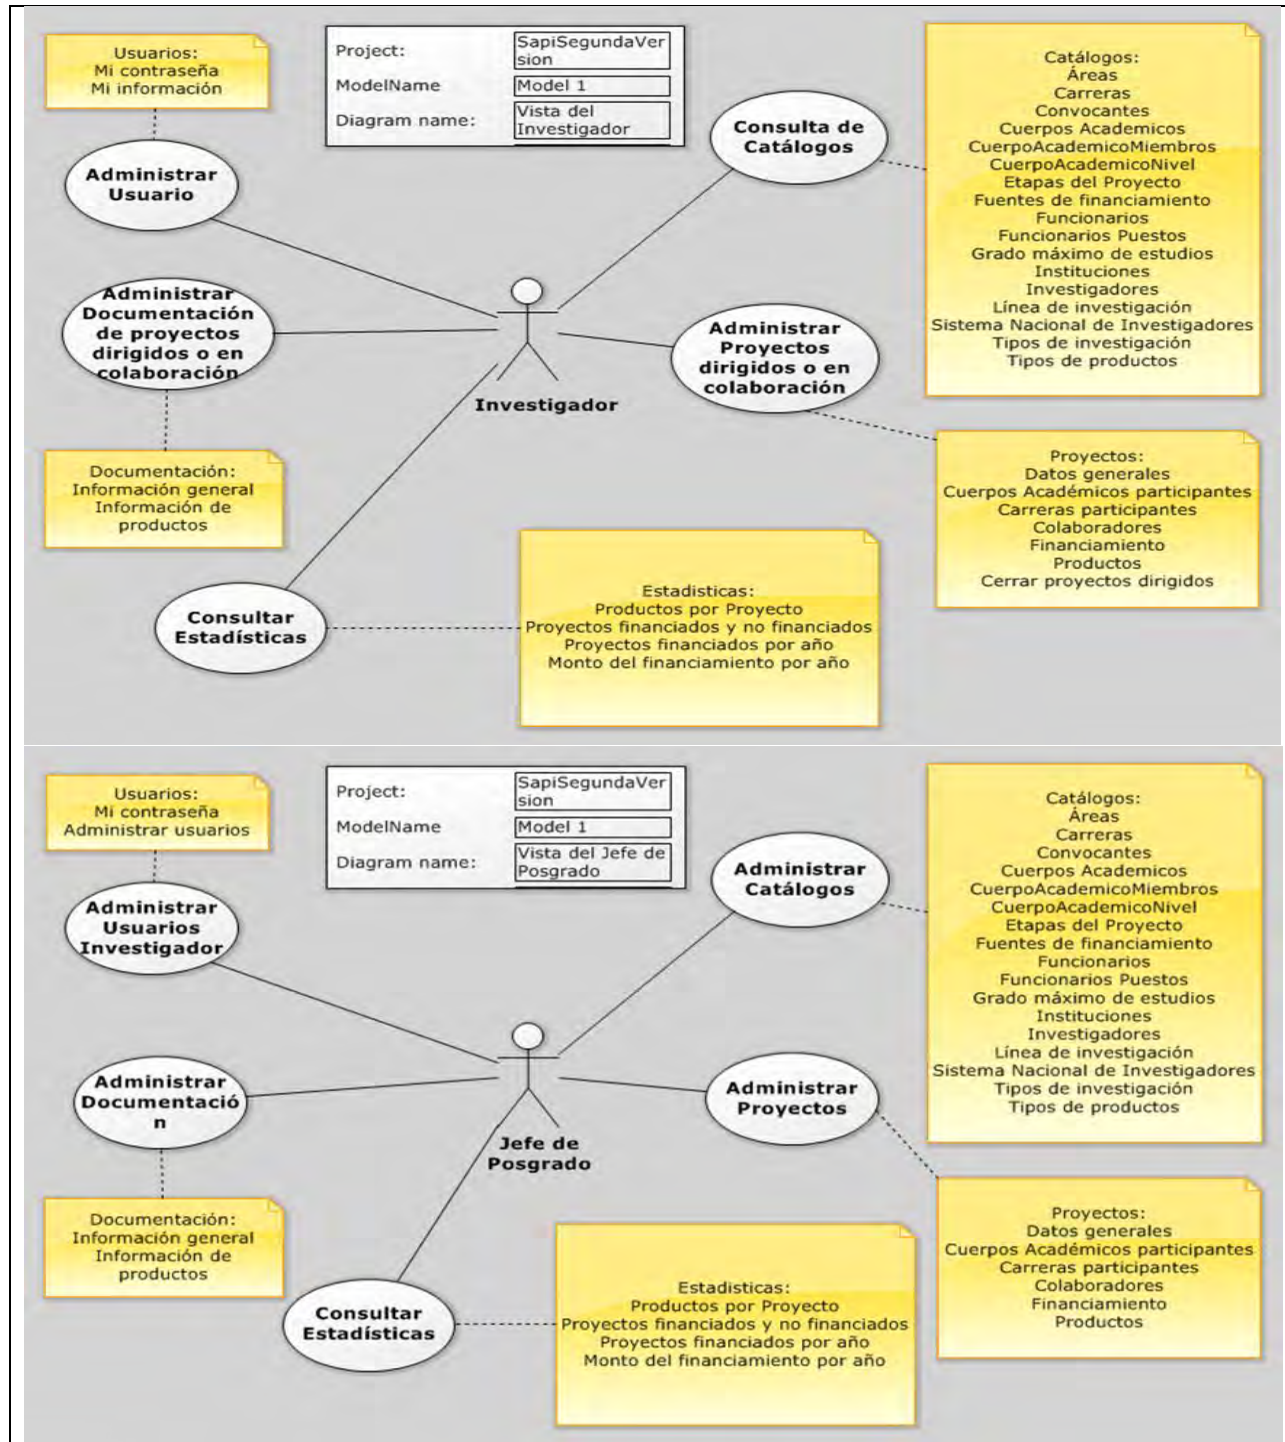 Usuarios:
Mi contraseña
Mi información
Project:
SapiSegundaVer
sion
ModelName
Model 1
Diagram name:
Vista del
Investigador
Administrar
Usuario
Consulta de
Catálogos
Catálogos:
Áreas
Carreras
Convocantes
Cuerpos Academicos
CuerpoAcademicoMiembros
CuerpoAcademicoNivel
Etapas del Proyecto
Fuentes de financiamiento
Funcionarios
Funcionarios Puestos
Grado máximo de estudios
Instituciones
Investigadores
Línea de investigación
Sistema Nacional de Investigadores
Tipos de investigación
Tipos de productos
Administrar
Documentación
de proyectos
dirigidos o en
colaboración
Investigador
Administrar
Proyectos
dirigidos o en
colaboración
Documentación:
Información general
Información de
productos
Proyectos:
Datos generales
Cuerpos Académicos participantes
Carreras participantes
Colaboradores
Financiamiento
Productos
Cerrar proyectos dirigidos
Consultar
Estadísticas
Estadisticas:
Productos por Proyecto
Proyectos financiados y no financiados
Proyectos financiados por año
Monto del financiamiento por año
Usuarios:
Mi contraseña
Administrar usuarios
Project:
SapiSegundaVer
sion
ModelName
Model 1
Diagram name:
Vista del Jefe de
Posgrado
Administrar
Usuarios
Investigador
Administrar
Catálogos
Catálogos:
Áreas
Carreras
Convocantes
Cuerpos Academicos
CuerpoAcademicoMiembros
CuerpoAcademicoNivel
Etapas del Proyecto
Fuentes de financiamiento
Funcionarios
Funcionarios Puestos
Grado máximo de estudios
Instituciones
Investigadores
Línea de investigación
Sistema Nacional de Investigadores
Tipos de investigación
Tipos de productos
Administrar
Documentació
n
Jefe de
Posgrado
Administrar
Proyectos
Documentación:
Información general
Información de
productos
Proyectos:
Datos generales
Cuerpos Académicos participantes
Carreras participantes
Colaboradores
Financiamiento
Productos
Consultar
Estadísticas
Estadisticas:
Productos por Proyecto
Proyectos financiados y no financiados
Proyectos financiados por año
Monto del financiamiento por año